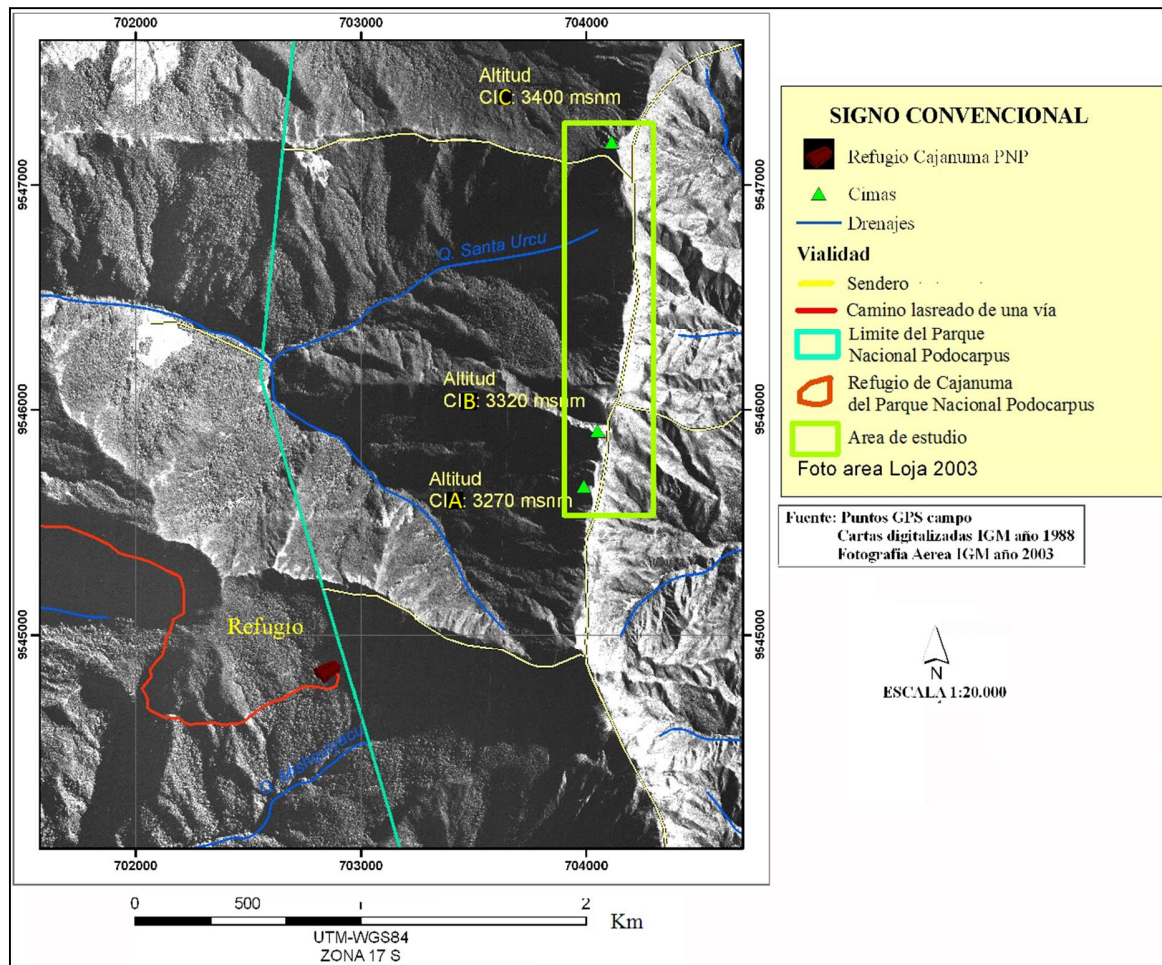 702000 703000 704000
Altitud
CIC: 3400 msnm
9547000 9547000
Q. Santa Urcu
9546000 9546000
Altitud
CIB: 3320 msnm
Altitud
CIA: 3270 msnm
Refugio
9545000 9545000
702000 703000 704000
0 500 1 2 Km
UTM-WGS84
ZONA 17 S
SIGNO CONVENCIONAL
Refugio Cajanuma PNP
Cimas
Drenajes
Vialidad
Sendero
Camino lasreado de una vía
Limite del Parque
Nacional Podocarpus
Refugio de Cajanuma
del Parque Nacional Podocarpus
Area de estudio
Foto area Loja 2003
Fuente: Puntos GPS campo
Cartas digitalizadas IGM año 1988
Fotografía Aerea IGM año 2003
N
ESCALA 1:20.000